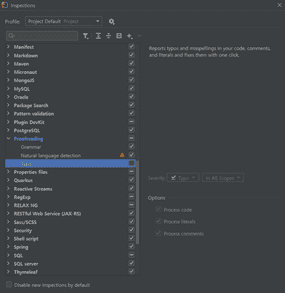 Inspections
Profile: Project Default Project
Manifest
Markdown
Maven
Micronaut
MongoJS
MySQL
Oracle
Package Search
Pattern validation
Plugin DevKit
PostgreSQL
Proofreading
Grammar
Natural language detection
Typo
Properties files
Quarkus
Reactive Streams
RegExp
RELAX NG
RESTful Web Service (JAX-RS)
Sass/SCSS
Security
Shell script
Spring
SQL
SQL server
Thymeleaf
Disable new inspections by default
Reports typos and misspellings in your code, comments,
and literals and fixes them with one click.
Severity: Typo In All Scopes
Options
Process code
Process literals
Process comments